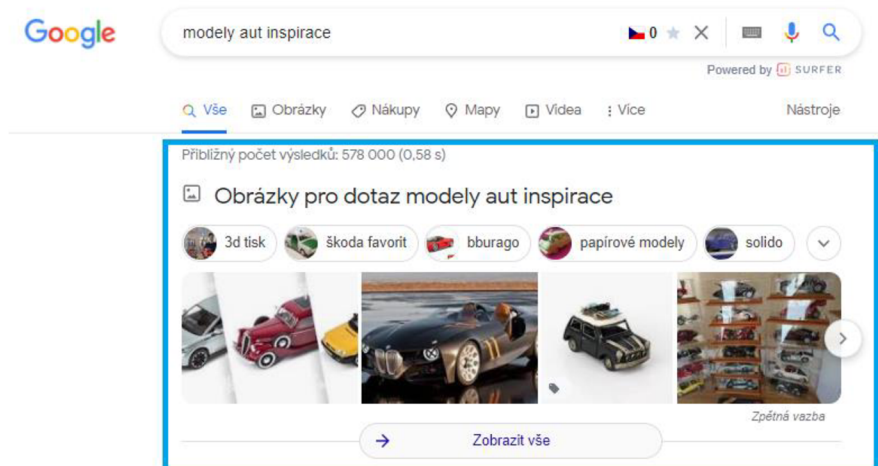 Google
modely aut inspirace
0
Powered by SURFER
Vše Obrázky Nákupy Mapy Videa Více Nástroje
Přibližný počet výsledků: 578 000 (0,58 s)
Obrázky pro dotaz modely aut inspirace
3d tisk škoda favorit bburago papírové modely solido
Zpětná vazba
Zobrazit vše